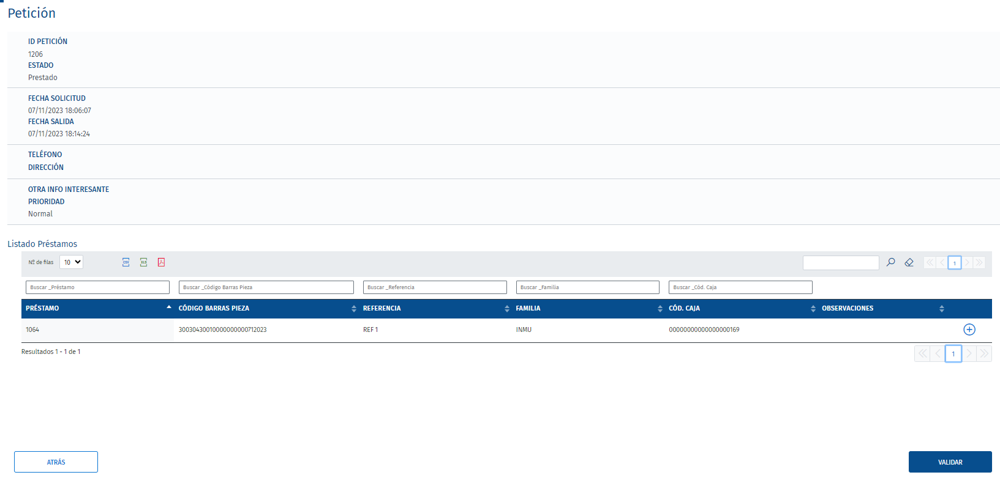 Petición
ID PETICIÓN
1206
ESTADO
Prestado
FECHA SOLICITUD
07/11/2023 18:06:07
FECHA SALIDA
07/11/2023 18:14:24
TELÉFONO
DIRECCIÓN
OTRA INFO INTERESANTE
PRIORIDAD
Normal
Listado Préstamos
Nº de filas 10 CSV XLS 1
Buscar _Préstamo Buscar _Código Barras Pieza Buscar _Referencia Buscar _Familia Buscar _Cód. Caja
PRÉSTAMO CÓDIGO BARRAS PIEZA REFERENCIA FAMILIA CÓD. CAJA OBSERVACIONES
1064 30030430010000000000712023 REF 1 INMU 00000000000000000169
Resultados 1 - 1 de 1 1
ATRÁS VALIDAR